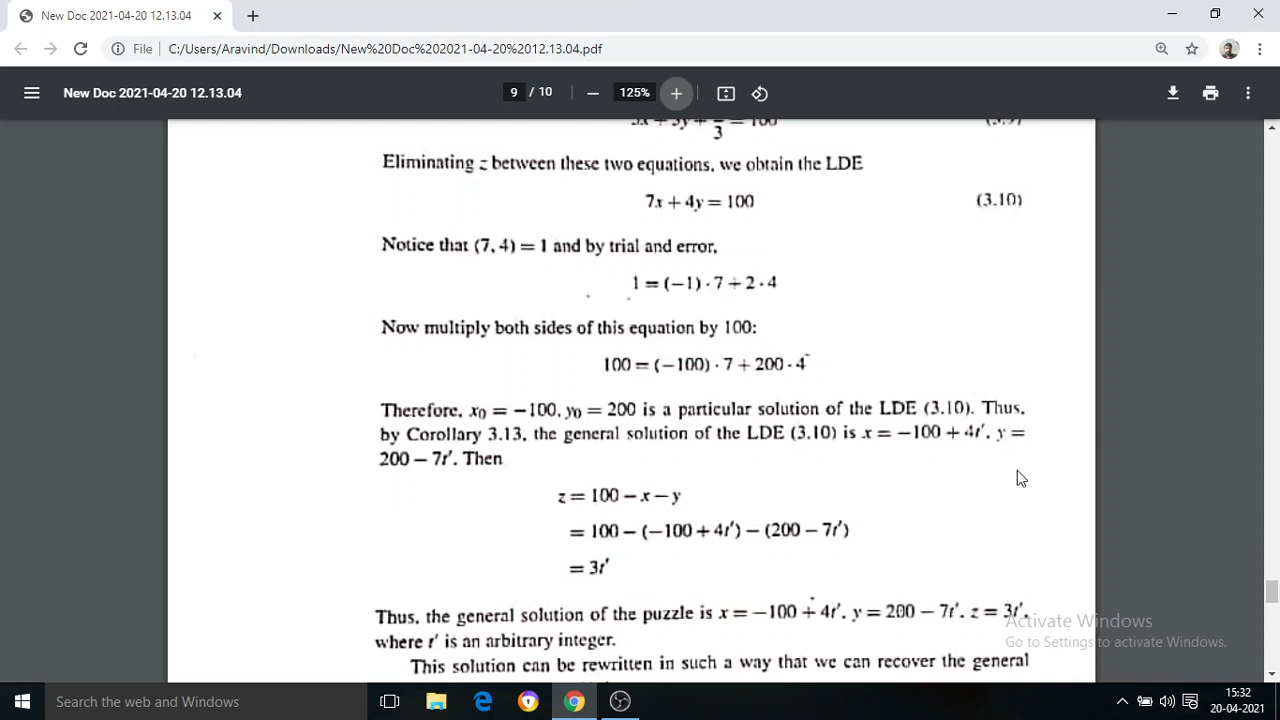 New Doc 2021-04-20 12.13.04
File C:/Users/Aravind/Downloads/New%20Doc%202021-04-20%2012.13.04.pdf
New Doc 2021-04-20 12.13.04 9 / 10 125%
3 = 100
Eliminating z between these two equations, we obtain the LDE
7x + 4y = 100 (3.10)
Notice that (7, 4) = 1 and by trial and error,
1 = (−1) · 7 + 2 · 4
Now multiply both sides of this equation by 100:
100 = (−100) · 7 + 200 · 4
Therefore, x₀ = −100, y₀ = 200 is a particular solution of the LDE (3.10). Thus,
by Corollary 3.13, the general solution of the LDE (3.10) is x = −100 + 4t′, y =
200 − 7t′. Then
z = 100 − x − y
= 100 − (−100 + 4t′) − (200 − 7t′)
= 3t′
Thus, the general solution of the puzzle is x = −100 + 4t′, y = 200 − 7t′, z = 3t′,
where t′ is an arbitrary integer.
This solution can be rewritten in such a way that we can recover the general
Activate Windows
Go to Settings to activate Windows.
Search the web and Windows
15:32
20-04-2021